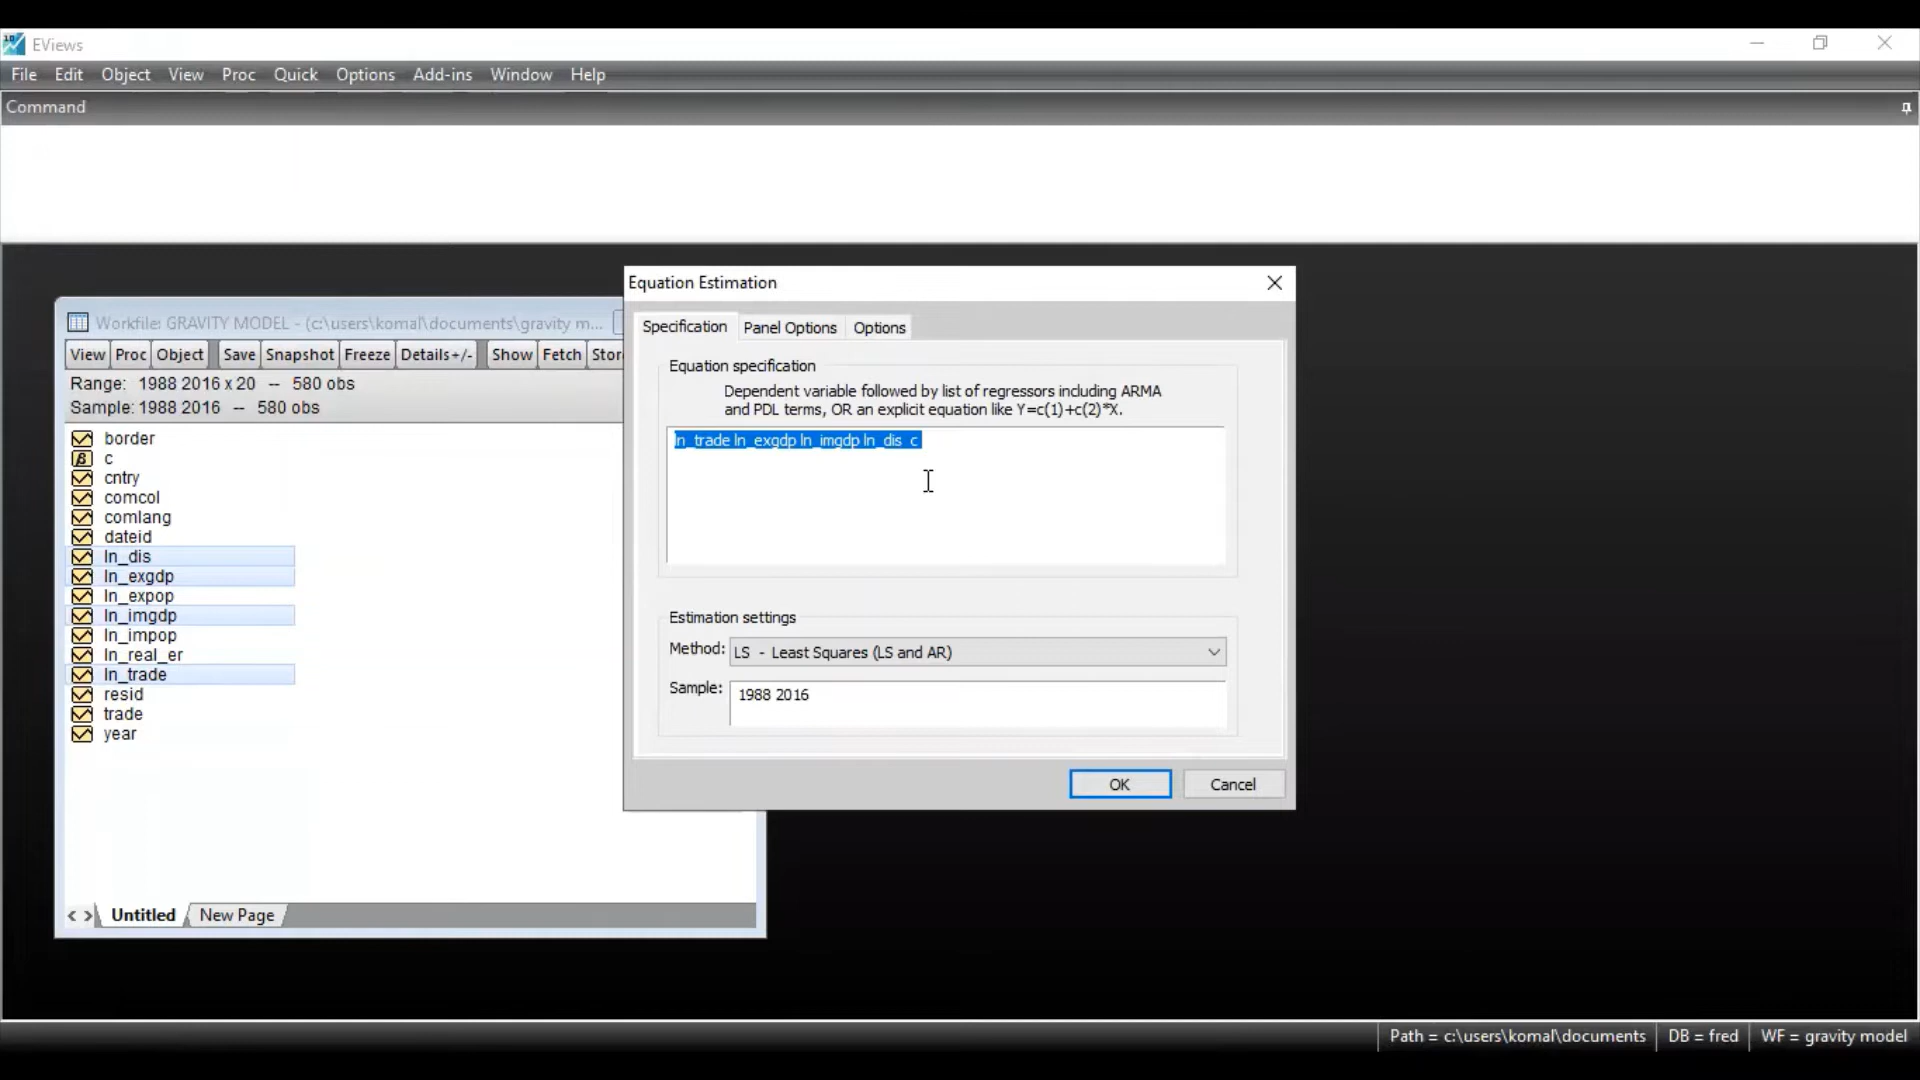 EViews
File Edit Object View Proc Quick Options Add-ins Window Help
Command
Workfile: GRAVITY MODEL - (c:\users\komal\documents\gravity m...
View Proc Object Save Snapshot Freeze Details+/- Show Fetch Stor
Range: 1988 2016 x 20 -- 580 obs
Sample: 1988 2016 -- 580 obs
border
c
cntry
comcol
comlang
dateid
ln_dis
ln_exgdp
ln_expop
ln_imgdp
ln_impop
ln_real_er
ln_trade
resid
trade
year
Untitled New Page
Equation Estimation
Specification Panel Options Options
Equation specification
Dependent variable followed by list of regressors including ARMA
and PDL terms, OR an explicit equation like Y=c(1)+c(2)*X.
ln_trade ln_exgdp ln_imgdp ln_dis c
Estimation settings
Method: LS - Least Squares (LS and AR)
Sample: 1988 2016
OK Cancel
Path = c:\users\komal\documents DB = fred WF = gravity model